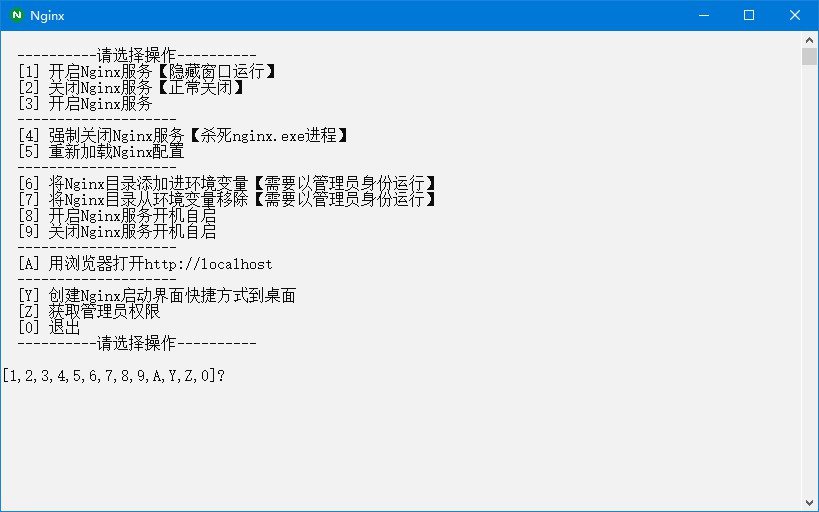 Nginx
----------请选择操作----------
[1] 开启Nginx服务【隐藏窗口运行】
[2] 关闭Nginx服务【正常关闭】
[3] 开启Nginx服务
--------------------
[4] 强制关闭Nginx服务【杀死nginx.exe进程】
[5] 重新加载Nginx配置
--------------------
[6] 将Nginx目录添加进环境变量【需要以管理员身份运行】
[7] 将Nginx目录从环境变量移除【需要以管理员身份运行】
[8] 开启Nginx服务开机自启
[9] 关闭Nginx服务开机自启
--------------------
[A] 用浏览器打开http://localhost
--------------------
[Y] 创建Nginx启动界面快捷方式到桌面
[Z] 获取管理员权限
[0] 退出
----------请选择操作----------
[1,2,3,4,5,6,7,8,9,A,Y,Z,0]?